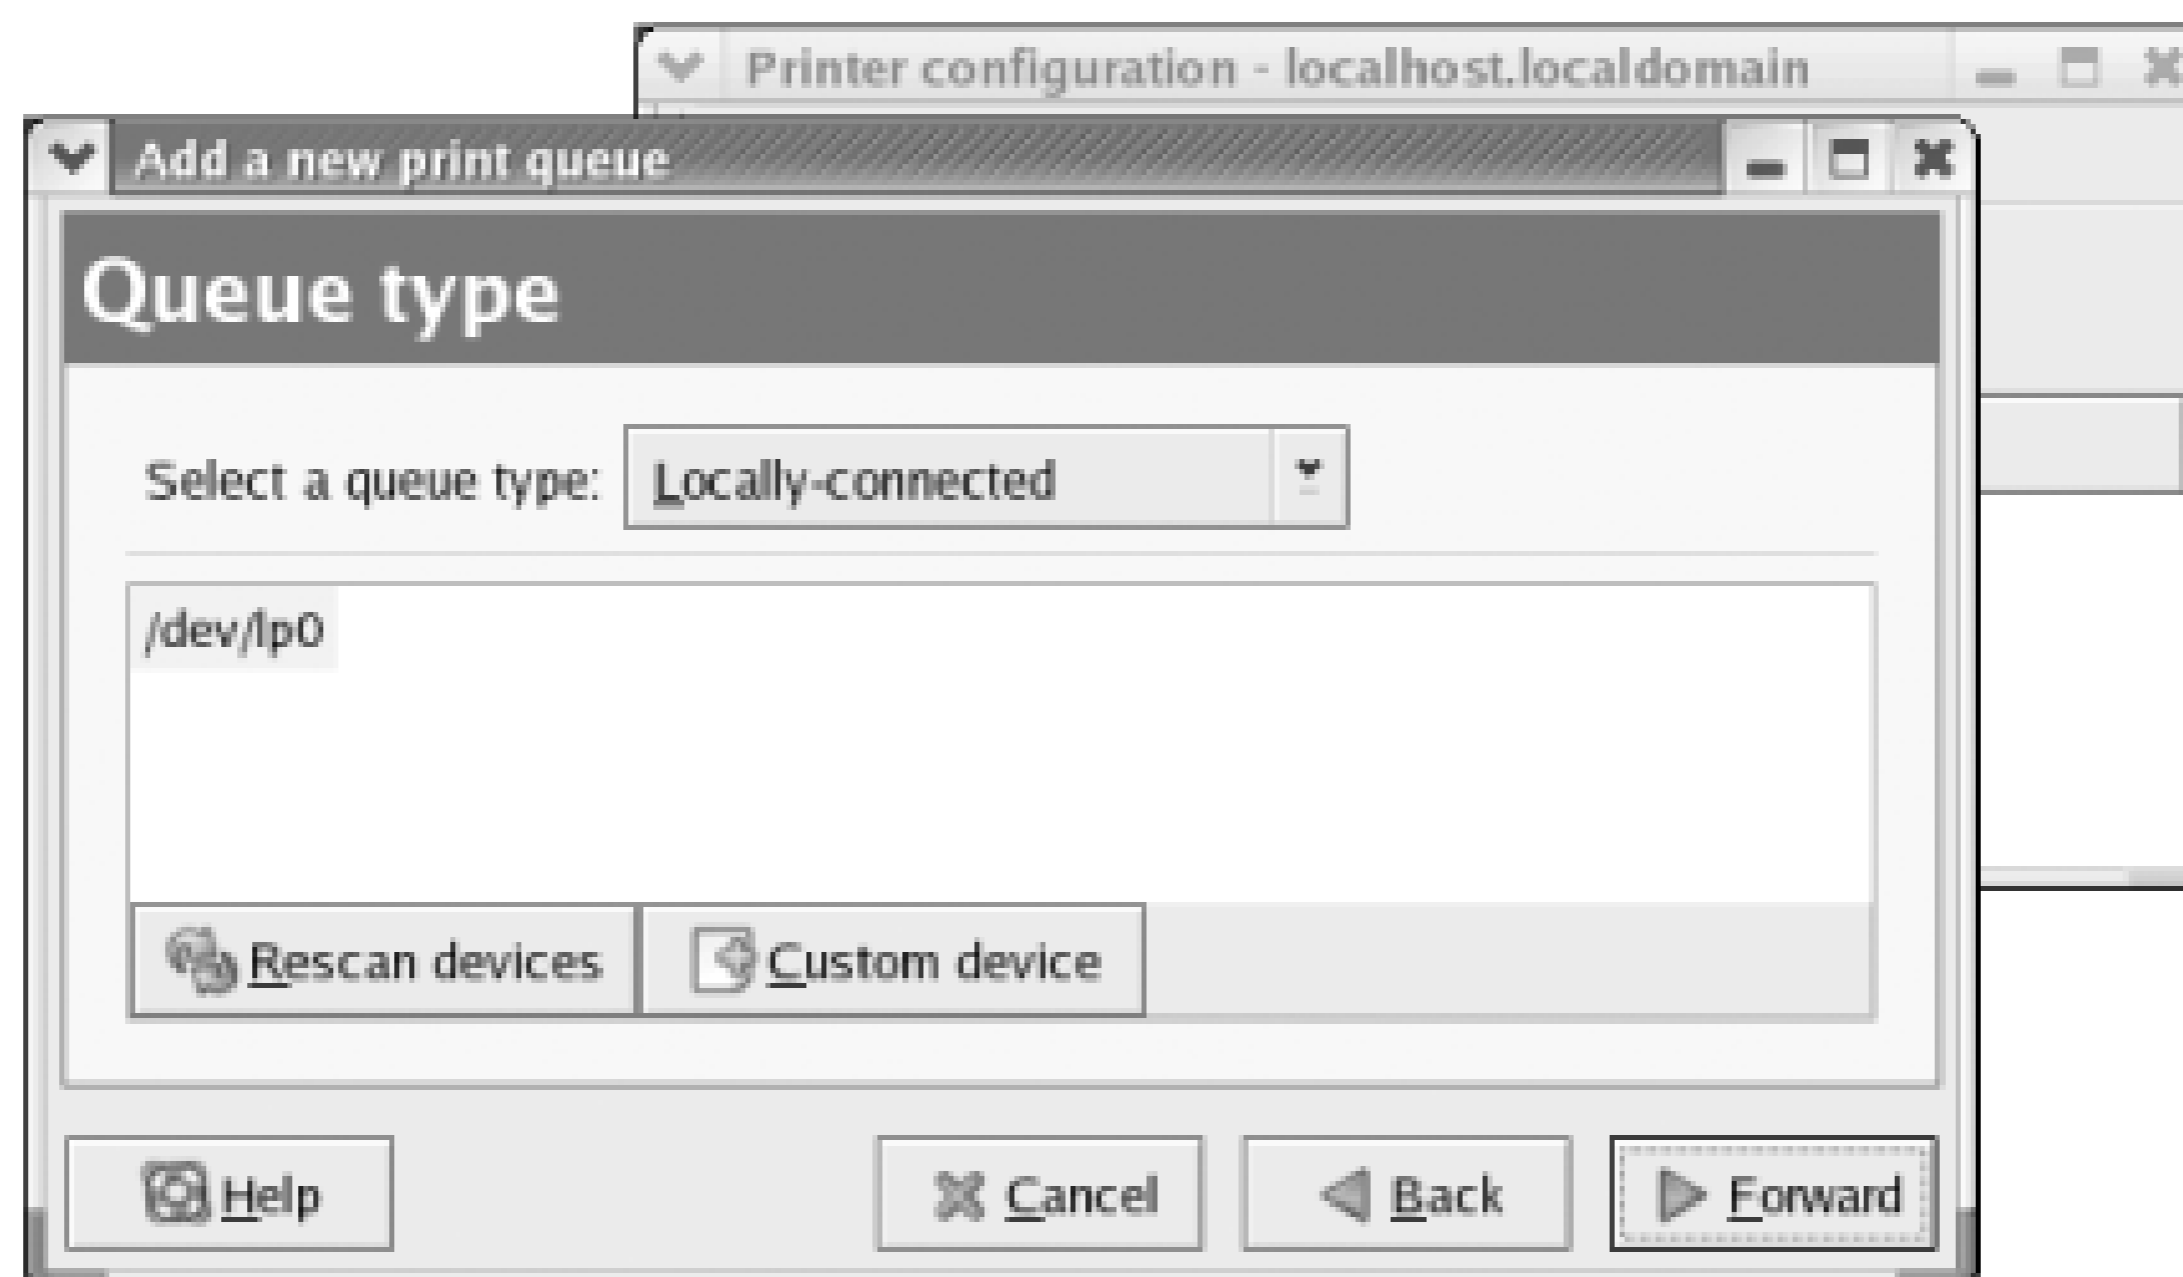 Printer configuration - localhost.localdomain
Add a new print queue
Queue type
Select a queue type: Locally-connected
/dev/lp0
Rescan devices Custom device
Help Cancel Back Forward